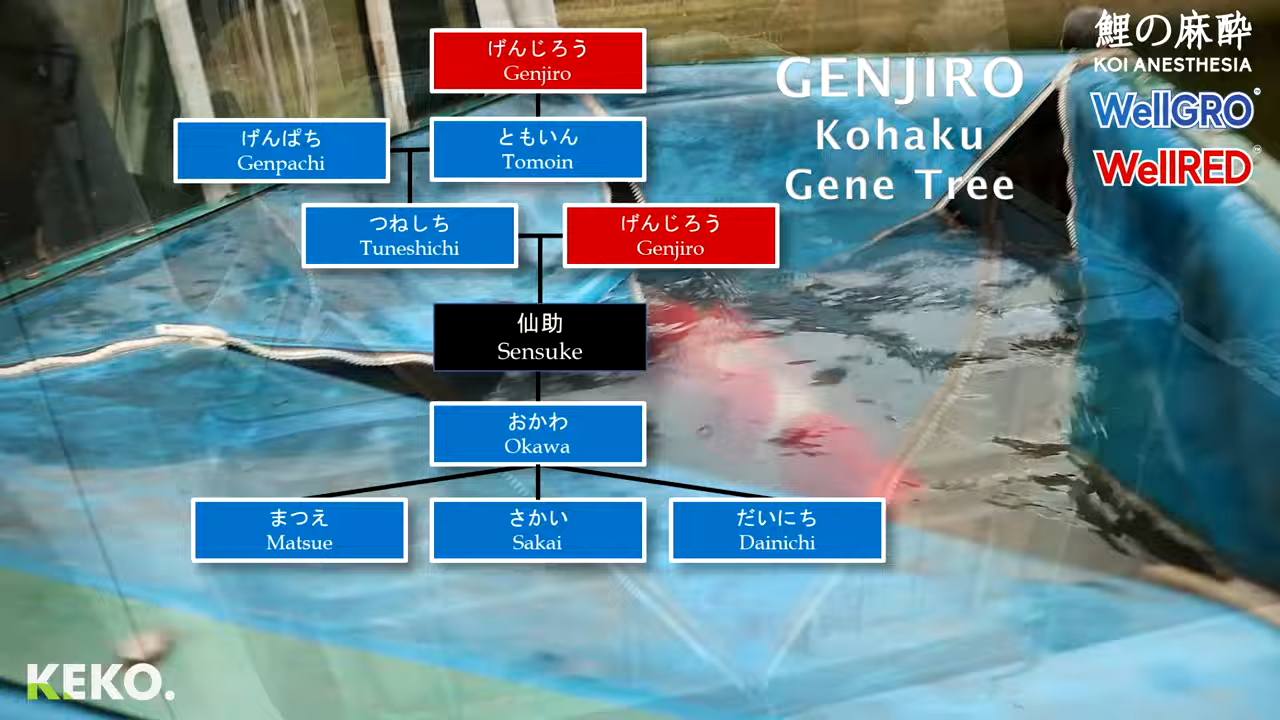 げんじろう
Genjiro
げんぱち
Genpachi
ともいん
Tomoin
つねしち
Tuneshichi
げんじろう
Genjiro
仙助
Sensuke
おかわ
Okawa
まつえ
Matsue
さかい
Sakai
だいにち
Dainichi
GENJIRO
Kohaku
Gene Tree
鯉の麻酔
KOI ANESTHESIA
WellGRO™
WellRED™
KEKO.